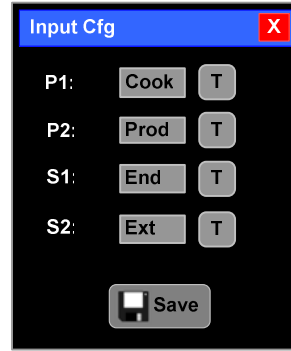 Input Cfg X
P1: Cook T
P2: Prod T
S1: End T
S2: Ext T
Save